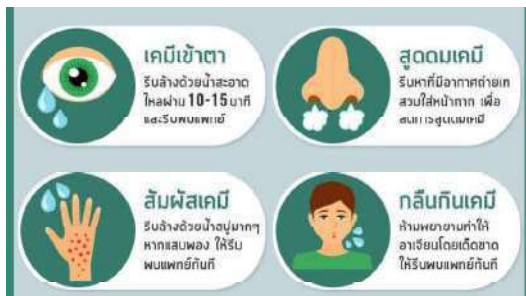 เคมีเข้าตา
รีบล้างด้วยน้ำสะอาด
ไหลผ่าน 10-15 นาที
และรีบพบแพทย์
สูดดมเคมี
รีบหาที่มีอากาศถ่ายเท
สวมใส่หน้ากาก เพื่อ
ลดการสูดดมเคมี
สัมผัสเคมี
รีบล้างด้วยน้ำสบู่มากๆ
หากแสบพอง ให้รีบ
พบแพทย์ทันที
กลืนกินเคมี
ห้ามพยายามทำให้
อาเจียนโดยเด็ดขาด
ให้รีบพบแพทย์ทันที